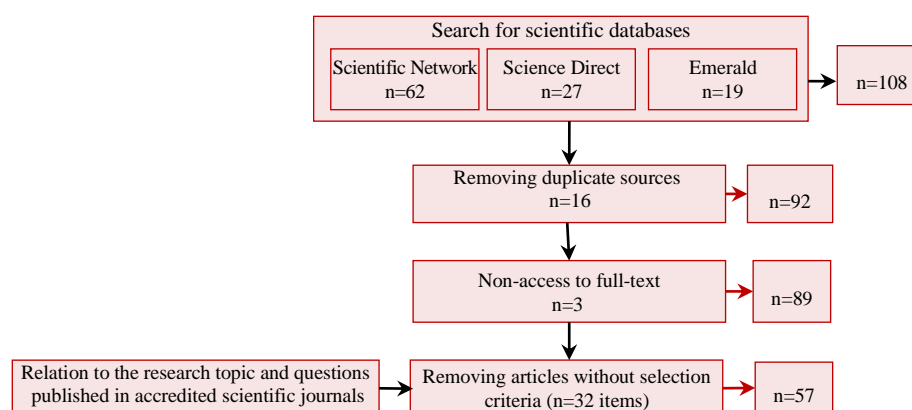 Search for scientific databases
Scientific Network
n=62
Science Direct
n=27
Emerald
n=19
n=108
Removing duplicate sources
n=16
n=92
Non-access to full-text
n=3
n=89
Relation to the research topic and questions
published in accredited scientific journals
Removing articles without selection
criteria (n=32 items)
n=57